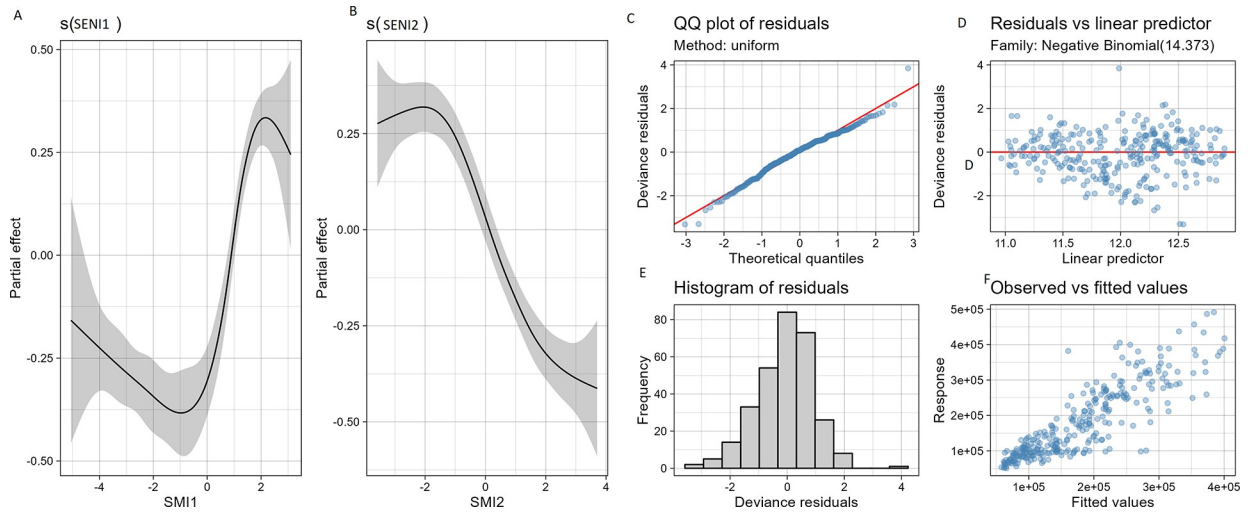 A
s(SENI1 )
0.50
0.25
0.00
-0.25
-0.50
Partial effect
-4
-2
0
2
SMI1
B
s(SENI2 )
0.25
0.00
-0.25
-0.50
Partial effect
-2
0
2
4
SMI2
C
QQ plot of residuals
Method: uniform
4
2
0
-2
Deviance residuals
-3
-2
-1
0
1
2
3
Theoretical quantiles
D
Residuals vs linear predictor
Family: Negative Binomial(14.373)
4
2
0
-2
D
Deviance residuals
11.0
11.5
12.0
12.5
Linear predictor
E
Histogram of residuals
80
60
40
20
0
Frequency
-2
0
2
4
Deviance residuals
F
Observed vs fitted values
5e+05
4e+05
3e+05
2e+05
1e+05
Response
1e+05
2e+05
3e+05
4e+05
Fitted values